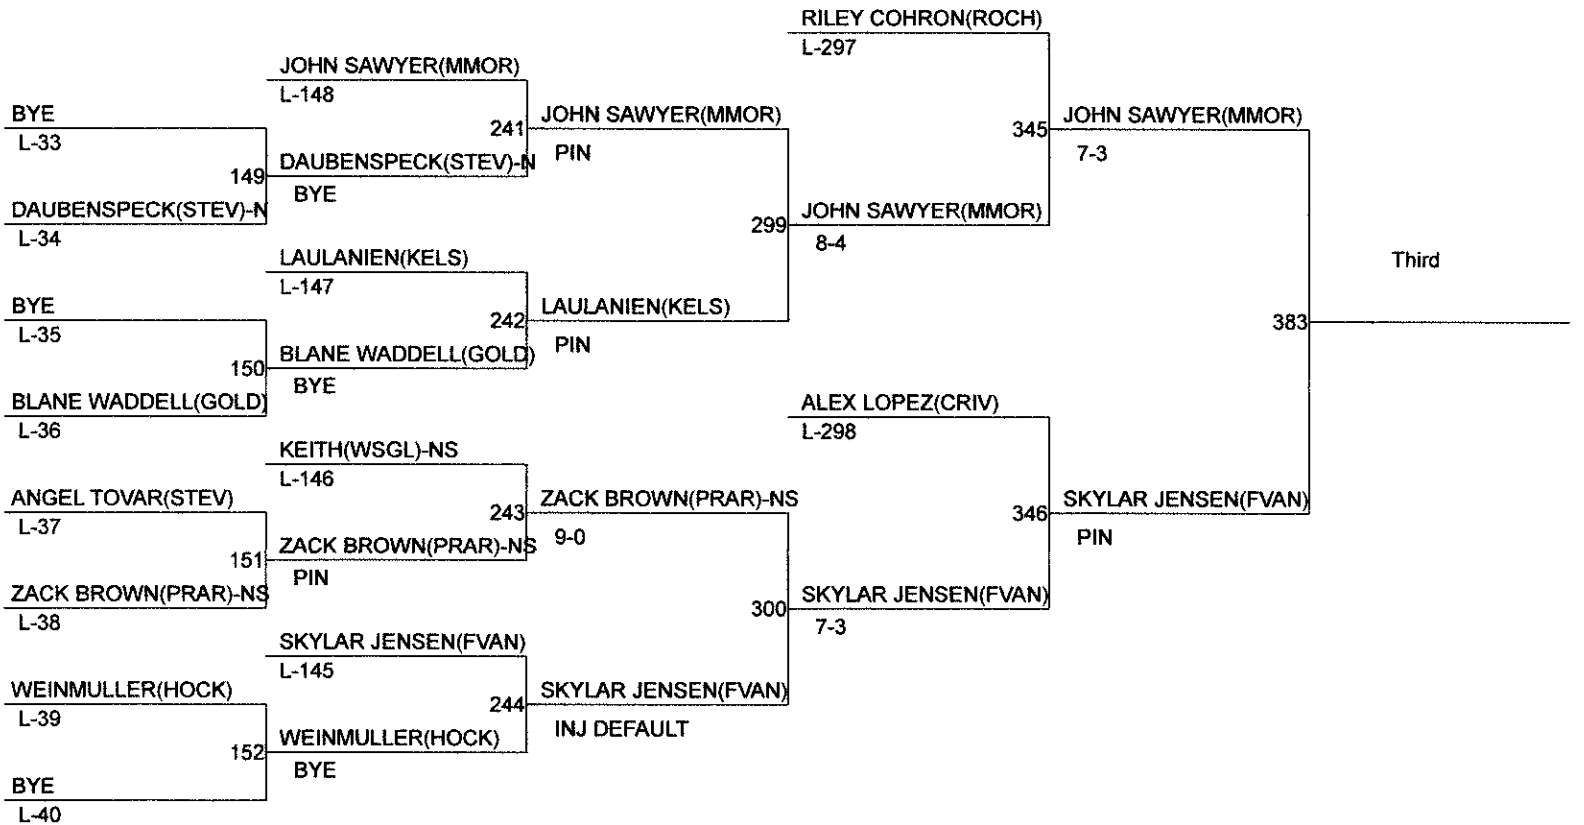 RILEY COHRON(ROCH)
L-297
JOHN SAWYER(MMOR)
L-148
BYE
L-33
241
JOHN SAWYER(MMOR)
PIN
345
JOHN SAWYER(MMOR)
7-3
149
DAUBENSPECK(STEV)-N
BYE
DAUBENSPECK(STEV)-N
L-34
299
JOHN SAWYER(MMOR)
8-4
LAULANIEN(KELS)
L-147
Third
BYE
L-35
242
LAULANIEN(KELS)
PIN
383
150
BLANE WADDELL(GOLD)
BYE
BLANE WADDELL(GOLD)
L-36
ALEX LOPEZ(CRIV)
L-298
KEITH(WSGL)-NS
L-146
ANGEL TOVAR(STEV)
L-37
243
ZACK BROWN(PRAR)-NS
9-0
346
SKYLAR JENSEN(FVAN)
PIN
151
ZACK BROWN(PRAR)-NS
PIN
ZACK BROWN(PRAR)-NS
L-38
300
SKYLAR JENSEN(FVAN)
7-3
SKYLAR JENSEN(FVAN)
L-145
WEINMULLER(HOCK)
L-39
244
SKYLAR JENSEN(FVAN)
INJ DEFAULT
152
WEINMULLER(HOCK)
BYE
BYE
L-40